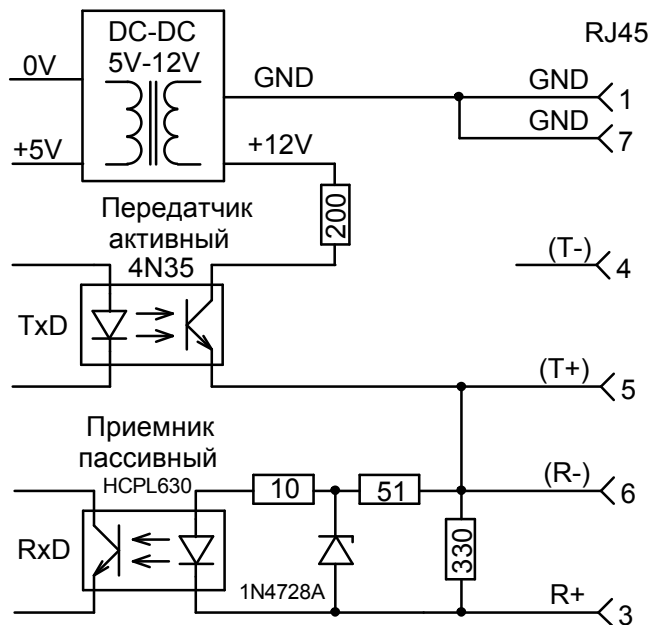 DC-DC
5V-12V
RJ45
0V
GND
GND
1
GND
7
+5V
+12V
200
Передатчик
активный
4N35
(T-)
4
TxD
(T+)
5
Приемник
пассивный
HCPL630
10
51
(R-)
6
RxD
330
1N4728A
R+
3